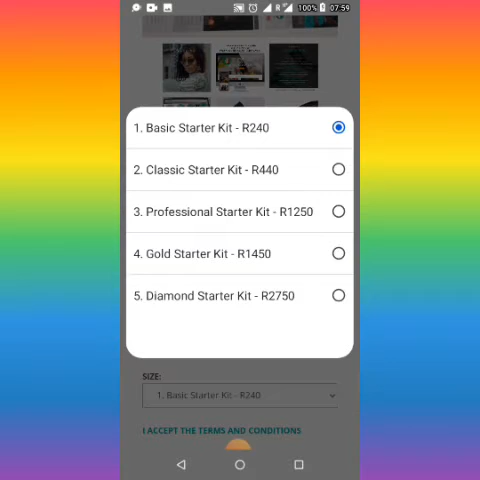 R
100%
07:59
1. Basic Starter Kit - R240
2. Classic Starter Kit - R440
3. Professional Starter Kit - R1250
4. Gold Starter Kit - R1450
5. Diamond Starter Kit - R2750
SIZE:
1. Basic Starter Kit - R240
I ACCEPT THE TERMS AND CONDITIONS